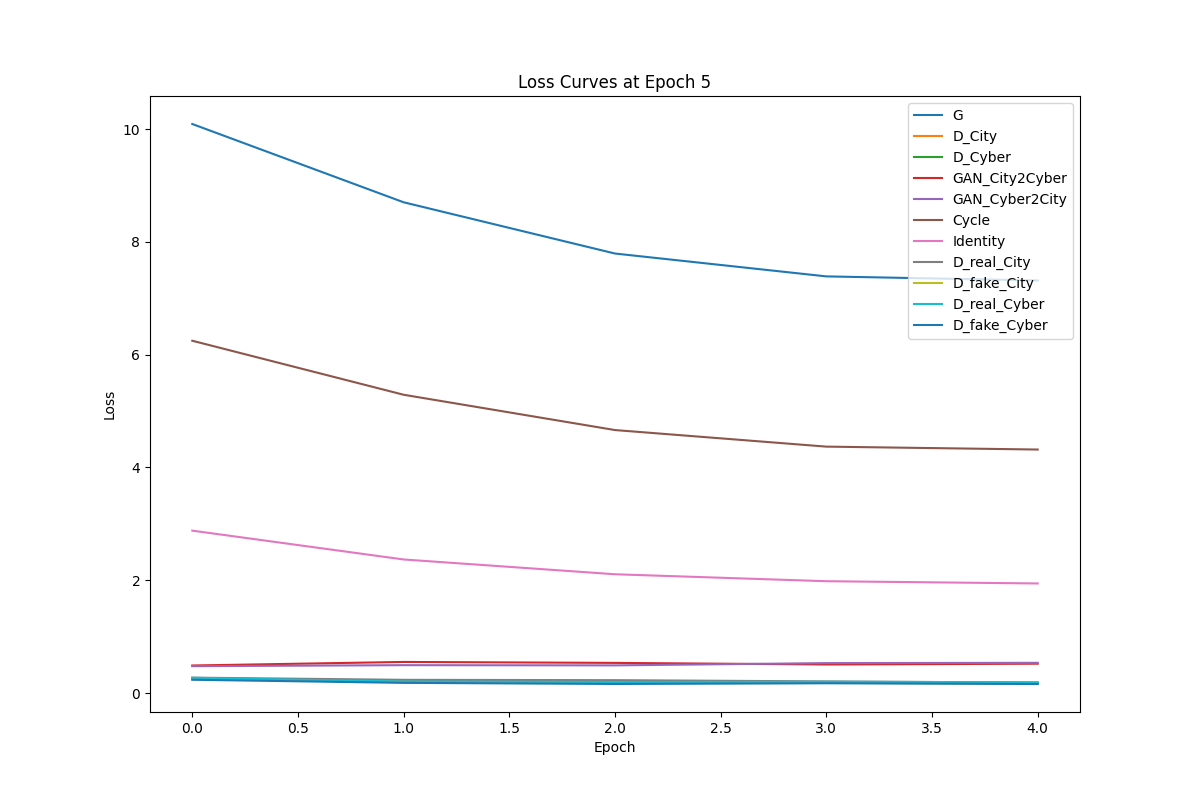 Loss Curves at Epoch 5
10
8
6
4
2
0
Loss
0.0 0.5 1.0 1.5 2.0 2.5 3.0 3.5 4.0
Epoch
G
D_City
D_Cyber
GAN_City2Cyber
GAN_Cyber2City
Cycle
Identity
D_real_City
D_fake_City
D_real_Cyber
D_fake_Cyber